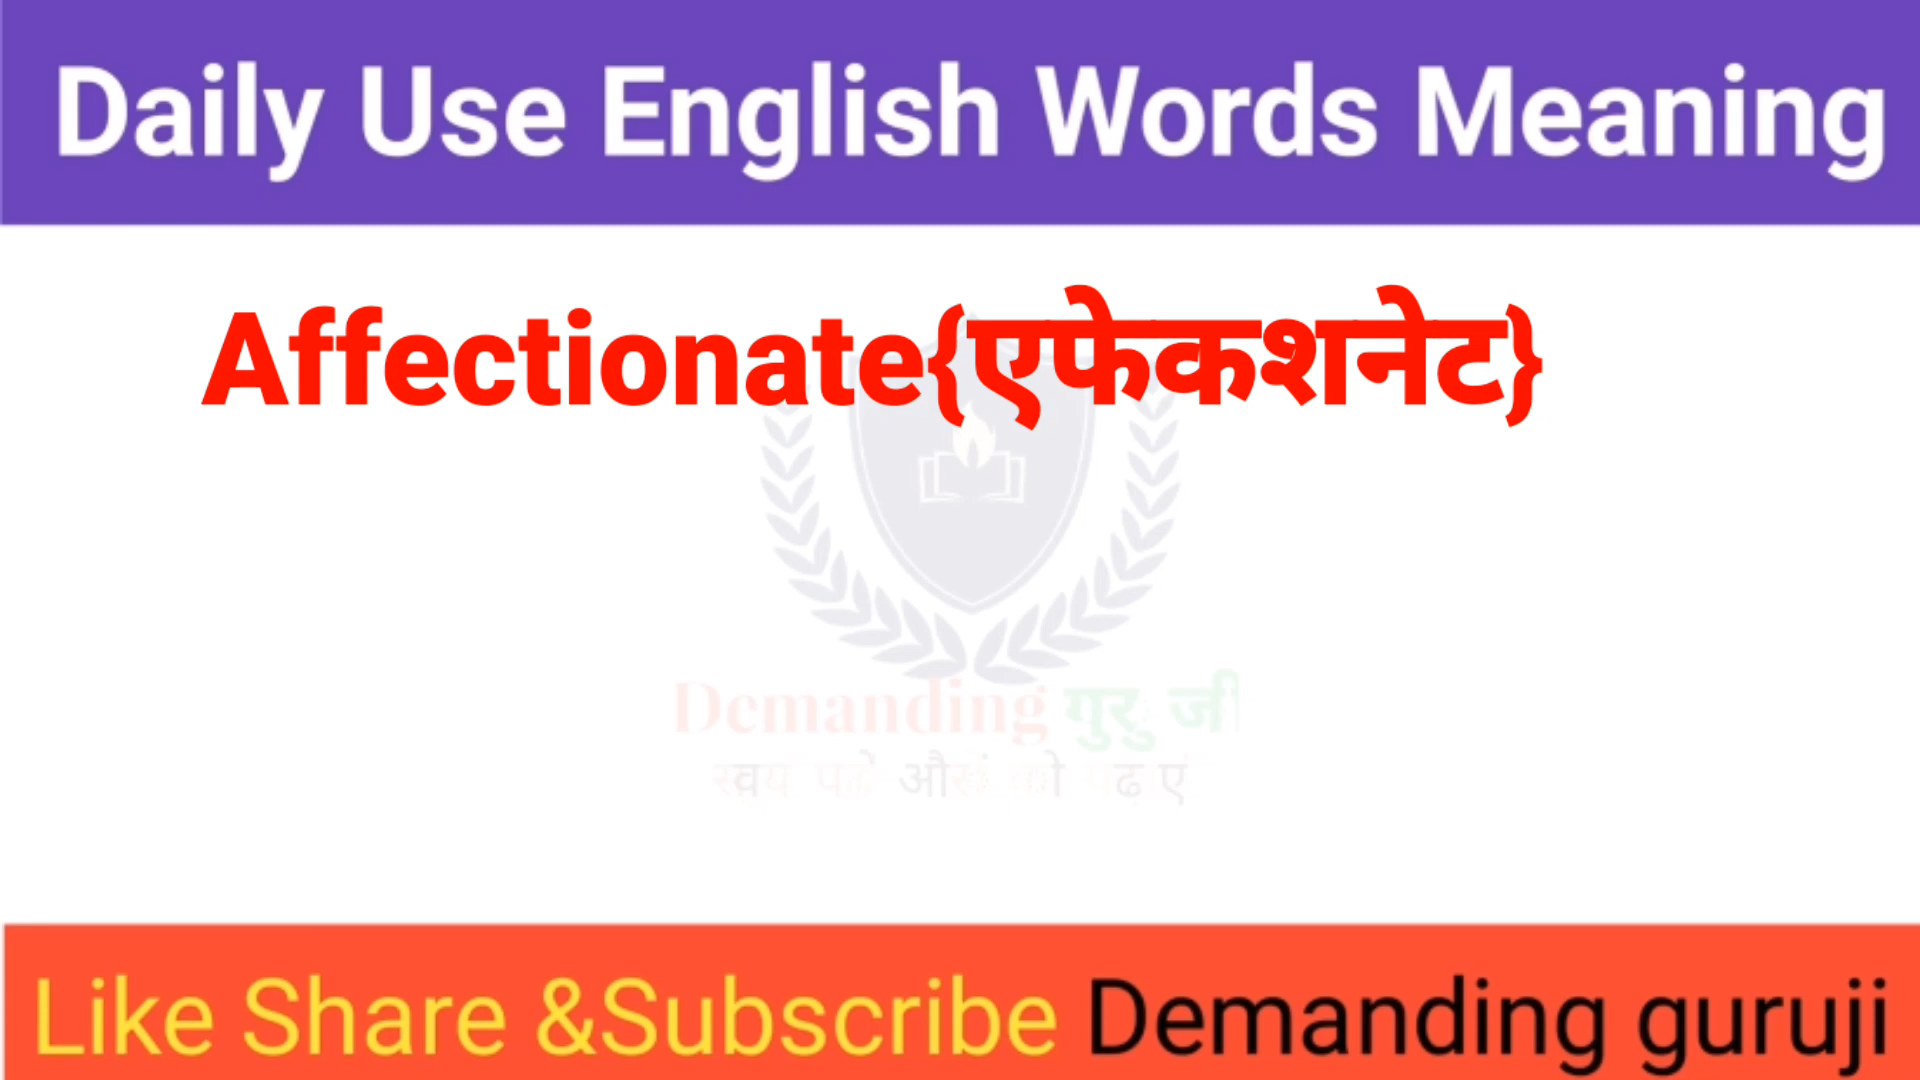 Daily Use English Words Meaning
Affectionate{एफेकशनेट}
Demanding गुरु जी
Like Share &Subscribe Demanding guruji